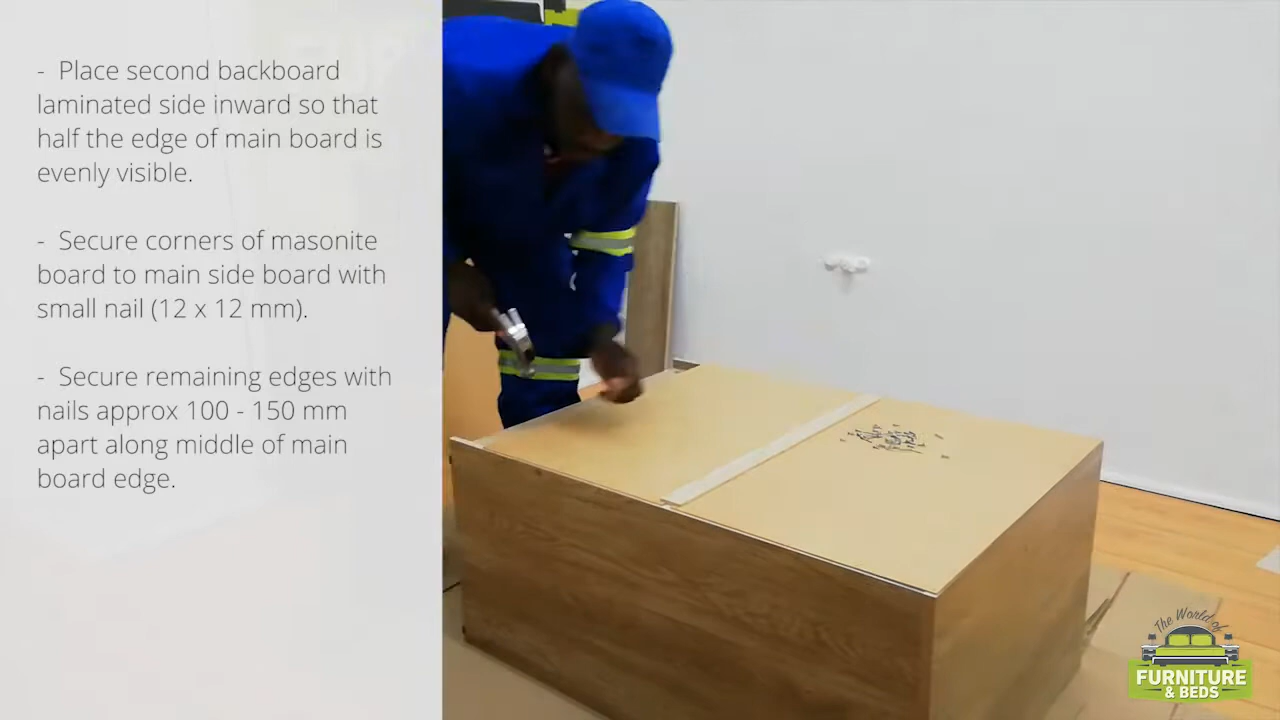 - Place second backboard
laminated side inward so that
half the edge of main board is
evenly visible.
- Secure corners of masonite
board to main side board with
small nail (12 x 12 mm).
- Secure remaining edges with
nails approx 100 - 150 mm
apart along middle of main
board edge.
The World of
FURNITURE
& BEDS